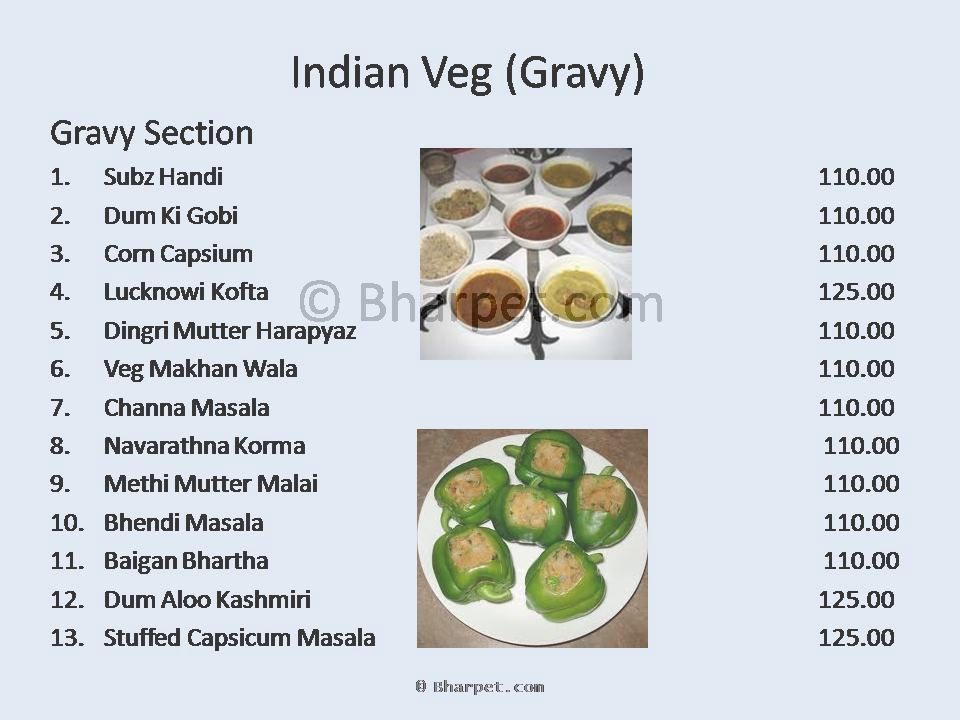 Indian Veg (Gravy)
Gravy Section
1. Subz Handi 110.00
2. Dum Ki Gobi 110.00
3. Corn Capsium 110.00
4. Lucknowi Kofta 125.00
© Bharpet.com
5. Dingri Mutter Harapyaz 110.00
6. Veg Makhan Wala 110.00
7. Channa Masala 110.00
8. Navarathna Korma 110.00
9. Methi Mutter Malai 110.00
10. Bhendi Masala 110.00
11. Baigan Bhartha 110.00
12. Dum Aloo Kashmiri 125.00
13. Stuffed Capsicum Masala 125.00
© Bharpet.com